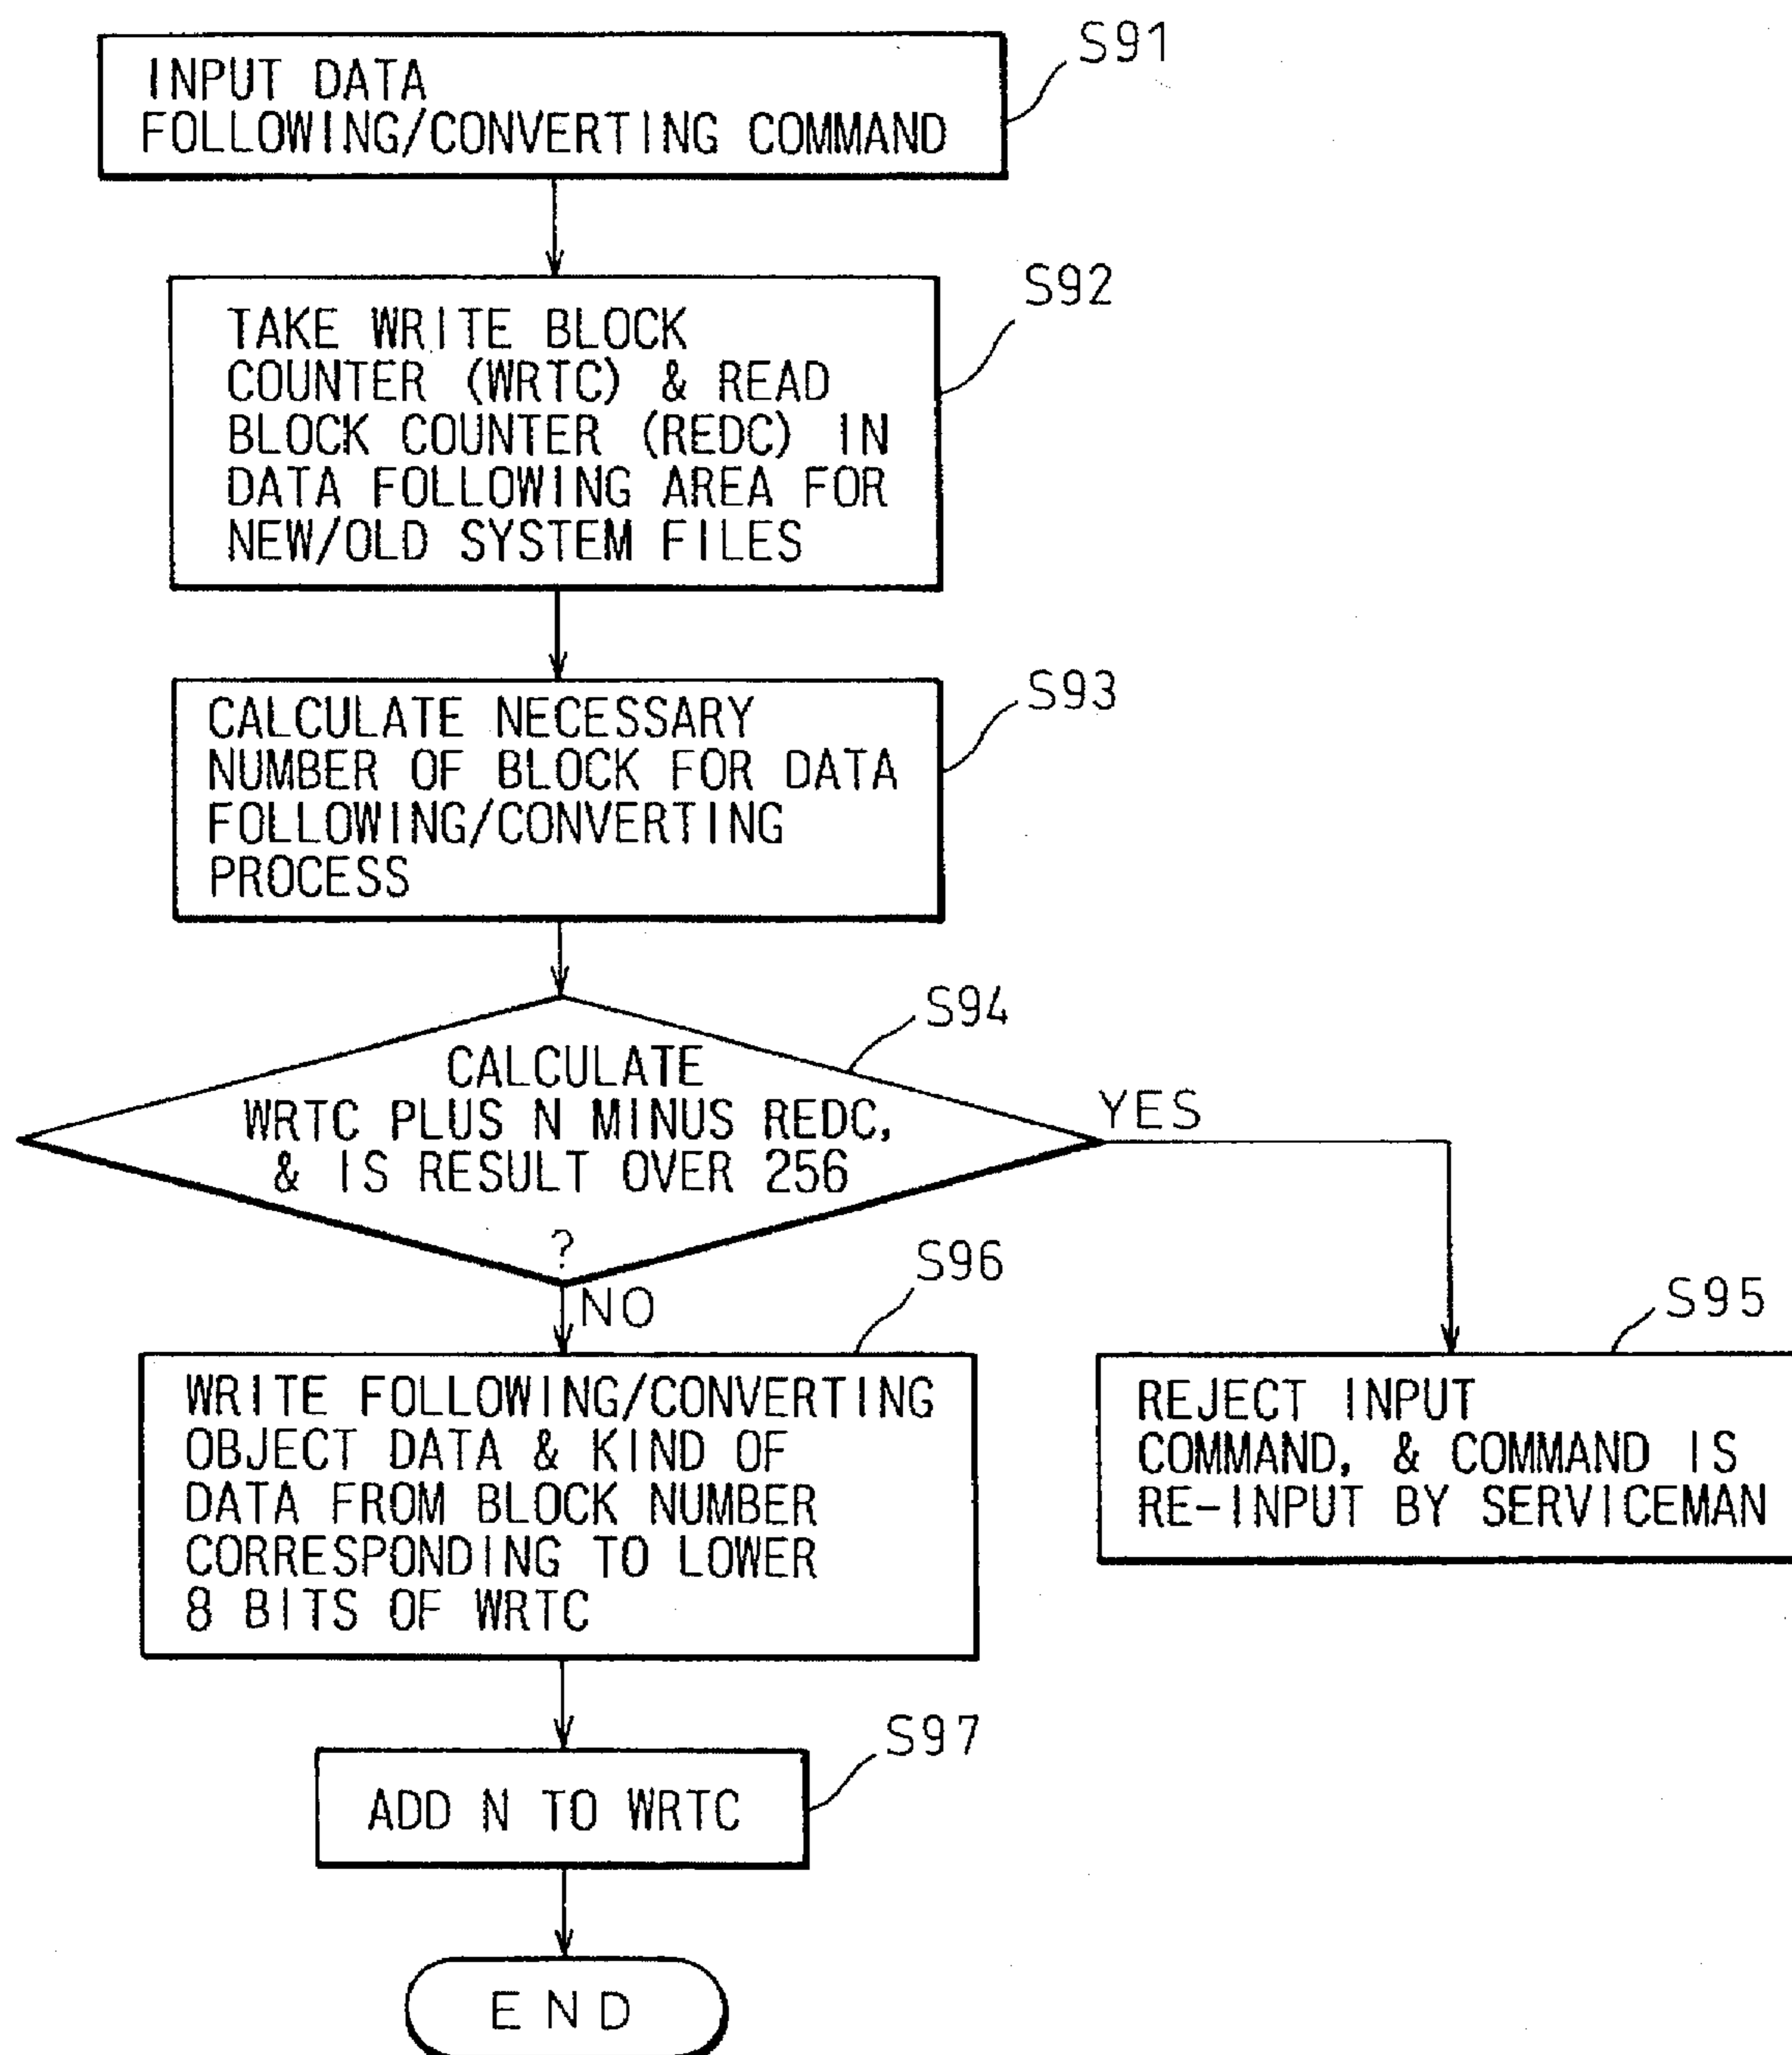 S91
INPUT DATA
FOLLOWING/CONVERTING COMMAND
S92
TAKE WRITE BLOCK
COUNTER (WRTC) & READ
BLOCK COUNTER (REDC) IN
DATA FOLLOWING AREA FOR
NEW/OLD SYSTEM FILES
S93
CALCULATE NECESSARY
NUMBER OF BLOCK FOR DATA
FOLLOWING/CONVERTING
PROCESS
S94
CALCULATE
WRTC PLUS N MINUS REDC,
& IS RESULT OVER 256
?
YES
NO
S96
WRITE FOLLOWING/CONVERTING
OBJECT DATA & KIND OF
DATA FROM BLOCK NUMBER
CORRESPONDING TO LOWER
8 BITS OF WRTC
S95
REJECT INPUT
COMMAND, & COMMAND IS
RE-INPUT BY SERVICEMAN
S97
ADD N TO WRTC
END